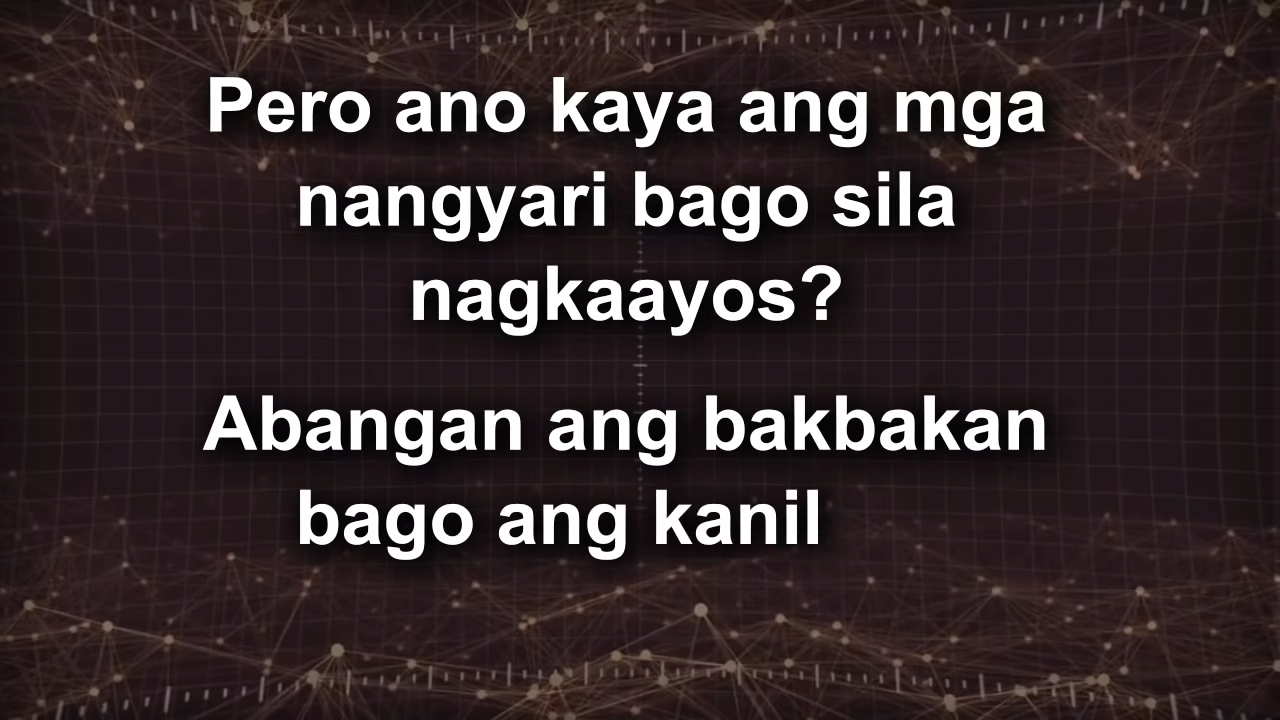 Pero ano kaya ang mga
nangyari bago sila
nagkaayos?
Abangan ang bakbakan
bago ang kanil